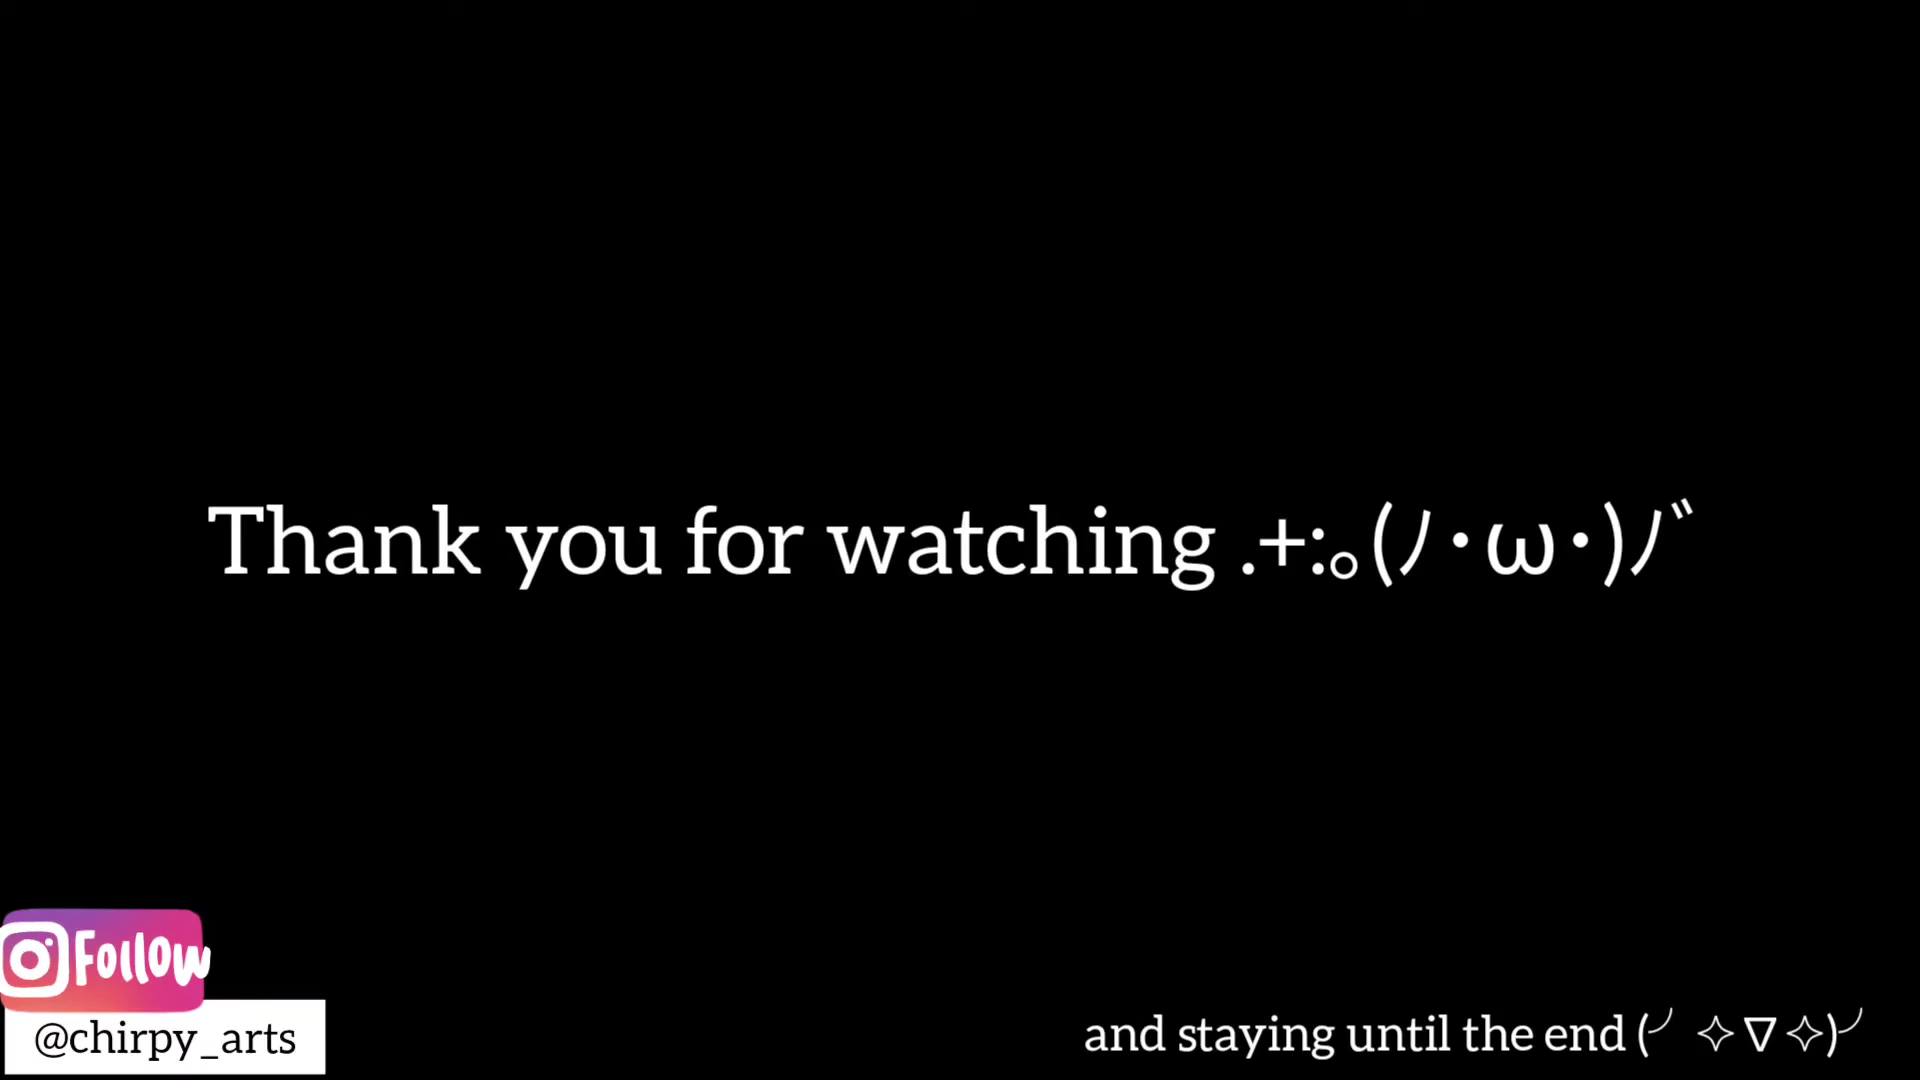 Thank you for watching .+:｡(ﾉ･ω･)ﾉﾞ
Follow
@chirpy_arts
and staying until the end (╯✧∇✧)╯